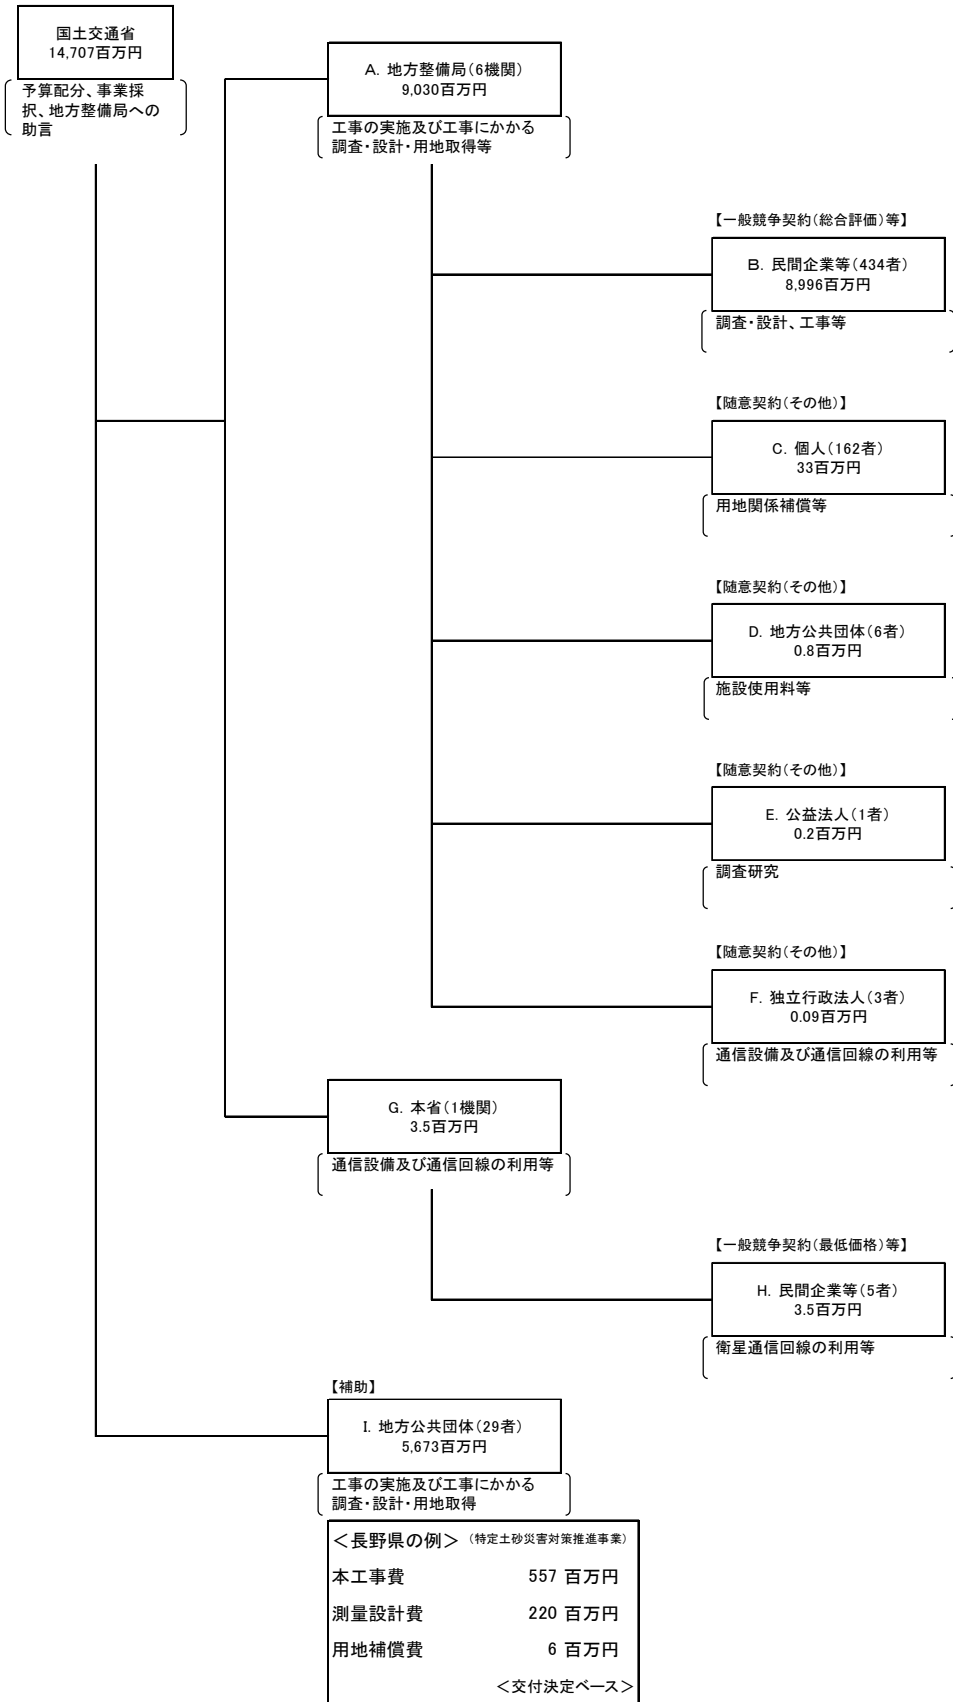 国土交通省
14,707百万円
予算配分、事業採
択、地方整備局への
助言
A. 地方整備局(6機関)
9,030百万円
工事の実施及び工事にかかる
調査・設計・用地取得等
【一般競争契約(総合評価)等】
B. 民間企業等(434者)
8,996百万円
調査・設計、工事等
【随意契約(その他)】
C. 個人(162者)
33百万円
用地関係補償等
【随意契約(その他)】
D. 地方公共団体(6者)
0.8百万円
施設使用料等
【随意契約(その他)】
E. 公益法人(1者)
0.2百万円
調査研究
【随意契約(その他)】
F. 独立行政法人(3者)
0.09百万円
通信設備及び通信回線の利用等
G. 本省(1機関)
3.5百万円
通信設備及び通信回線の利用等
【一般競争契約(最低価格)等】
H. 民間企業等(5者)
3.5百万円
衛星通信回線の利用等
【補助】
I. 地方公共団体(29者)
5,673百万円
工事の実施及び工事にかかる
調査・設計・用地取得
<長野県の例> (特定土砂災害対策推進事業)
本工事費 557 百万円
測量設計費 220 百万円
用地補償費 6 百万円
<交付決定ベース>